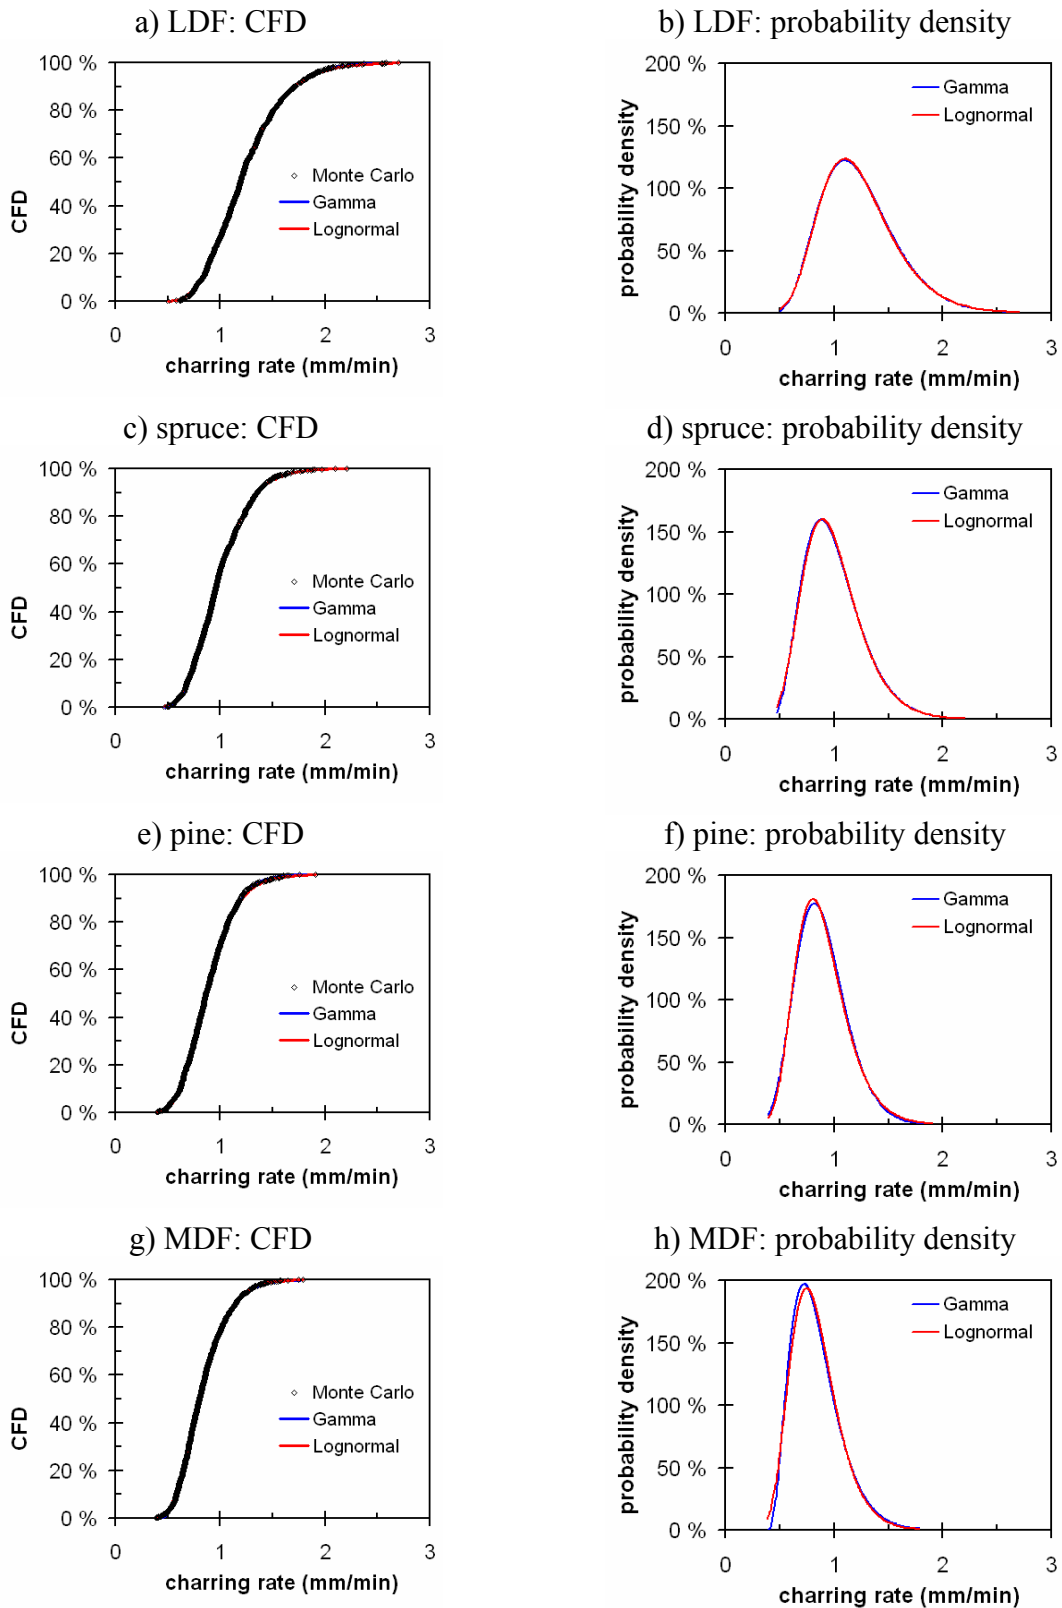 a) LDF: CFD
100 %
80 %
60 %
40 %
20 %
0 %
CFD
Monte Carlo
Gamma
Lognormal
0 1 2 3
charring rate (mm/min)
b) LDF: probability density
200 %
150 %
100 %
50 %
0 %
probability density
Gamma
Lognormal
0 1 2 3
charring rate (mm/min)
c) spruce: CFD
100 %
80 %
60 %
40 %
20 %
0 %
CFD
Monte Carlo
Gamma
Lognormal
0 1 2 3
charring rate (mm/min)
d) spruce: probability density
200 %
150 %
100 %
50 %
0 %
probability density
Gamma
Lognormal
0 1 2 3
charring rate (mm/min)
e) pine: CFD
100 %
80 %
60 %
40 %
20 %
0 %
CFD
Monte Carlo
Gamma
Lognormal
0 1 2 3
charring rate (mm/min)
f) pine: probability density
200 %
150 %
100 %
50 %
0 %
probability density
Gamma
Lognormal
0 1 2 3
charring rate (mm/min)
g) MDF: CFD
100 %
80 %
60 %
40 %
20 %
0 %
CFD
Monte Carlo
Gamma
Lognormal
0 1 2 3
charring rate (mm/min)
h) MDF: probability density
200 %
150 %
100 %
50 %
0 %
probability density
Gamma
Lognormal
0 1 2 3
charring rate (mm/min)